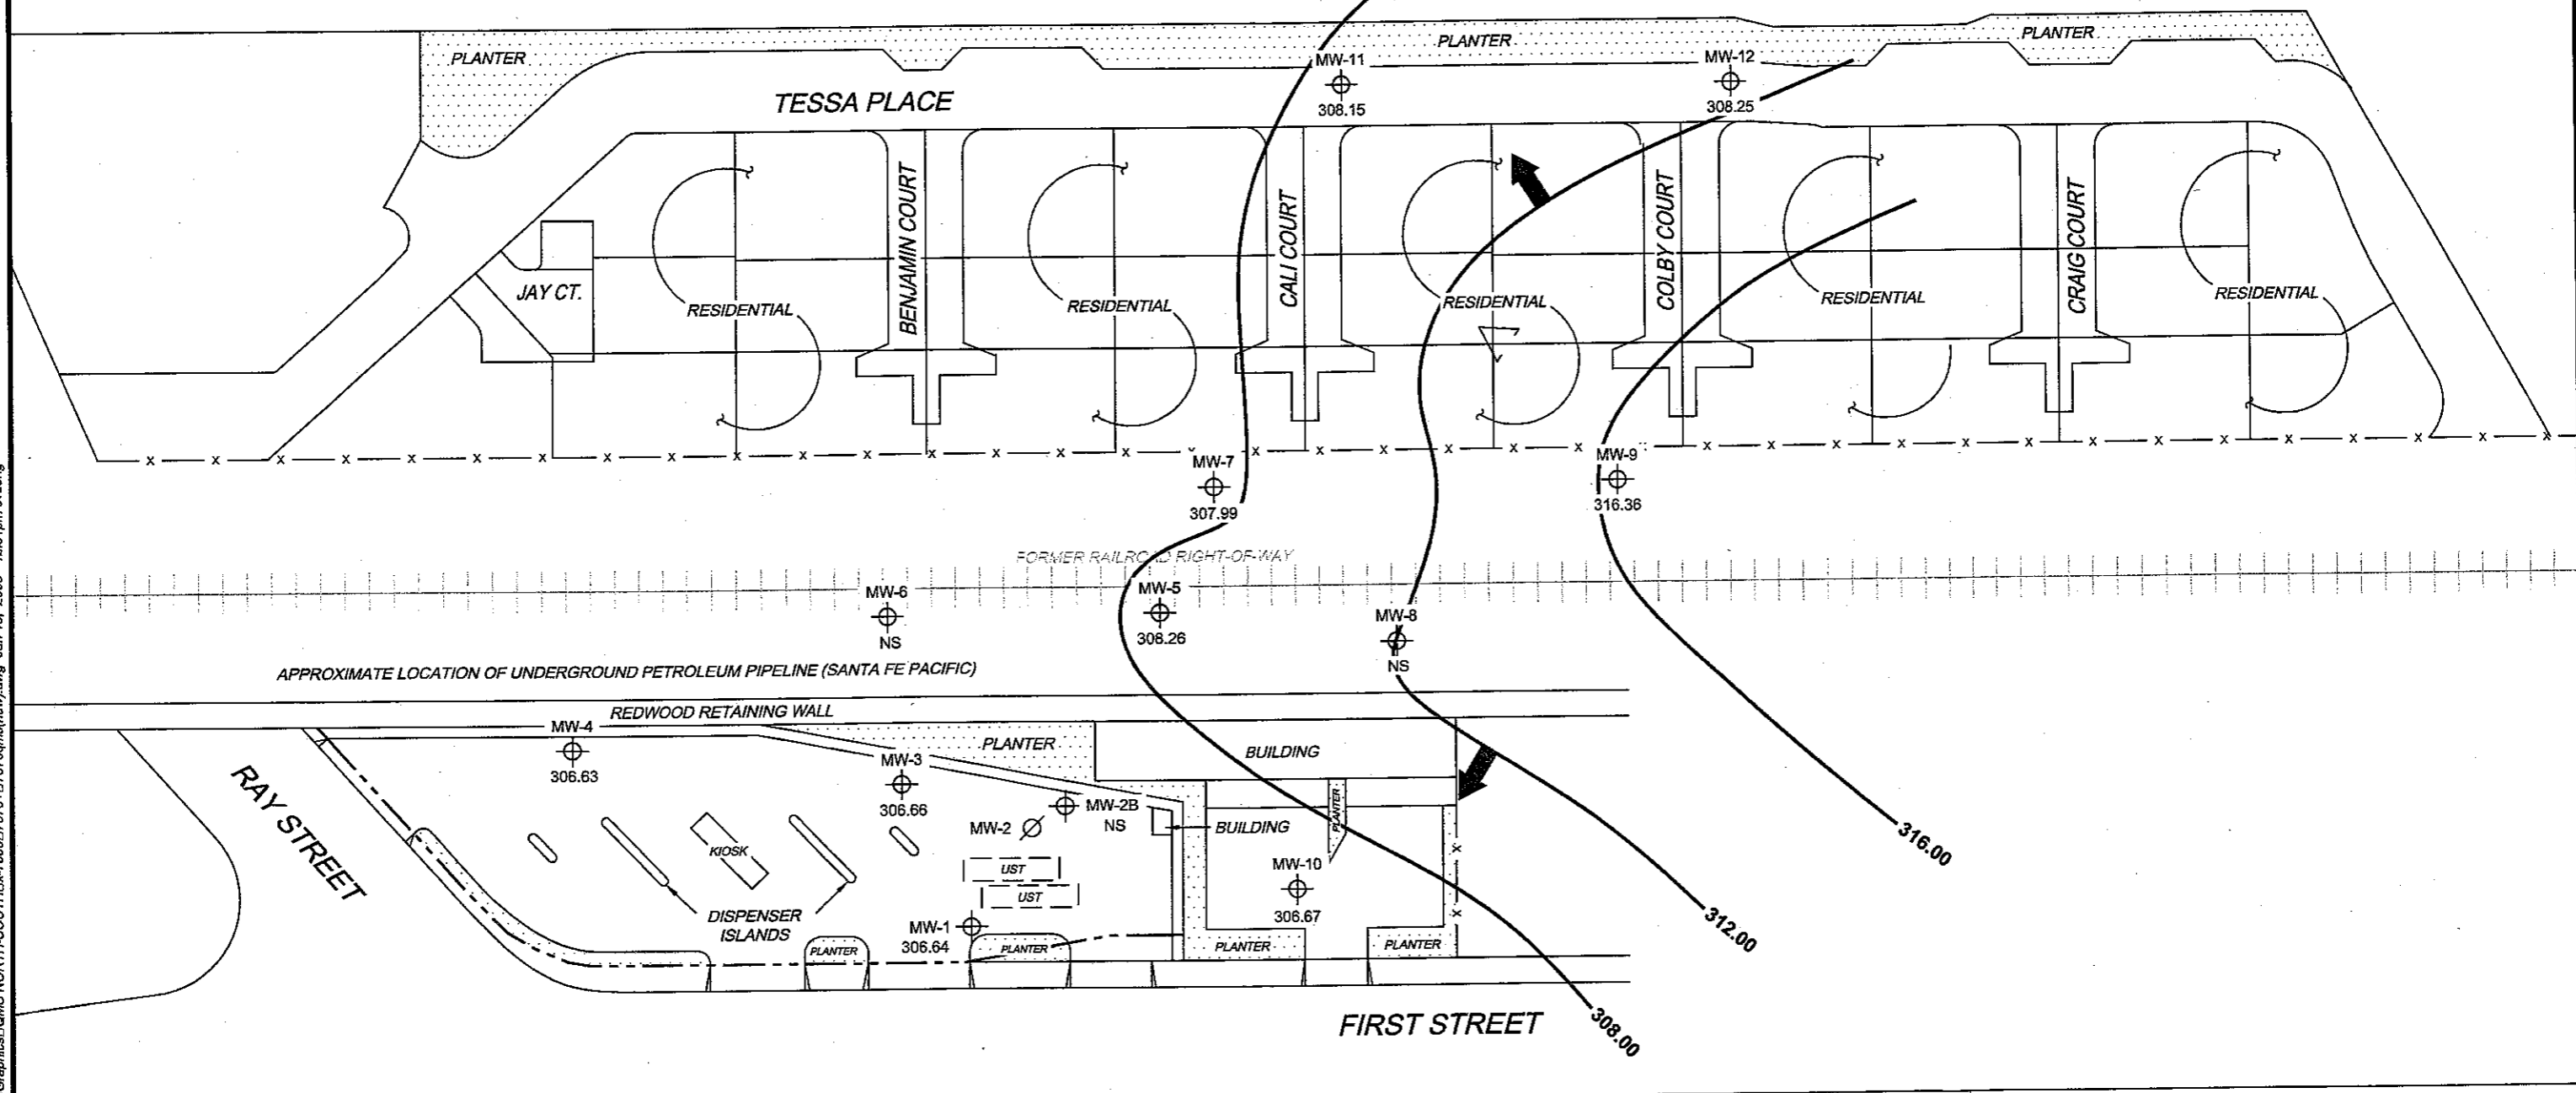 PLANTER
PLANTER
PLANTER
MW-11
308.15
MW-12
308.25
TESSA PLACE
JAY CT.
RESIDENTIAL
BENJAMIN COURT
RESIDENTIAL
CALI COURT
RESIDENTIAL
COLBY COURT
RESIDENTIAL
CRAIG COURT
RESIDENTIAL
MW-7
307.99
MW-9
316.36
FORMER RAILROAD RIGHT-OF-WAY
MW-6
NS
MW-5
308.26
MW-8
NS
APPROXIMATE LOCATION OF UNDERGROUND PETROLEUM PIPELINE (SANTA FE PACIFIC)
REDWOOD RETAINING WALL
MW-4
306.63
PLANTER
BUILDING
MW-3
306.66
MW-2B
NS
MW-2
BUILDING
PLANTER
RAY STREET
KIOSK
UST
UST
MW-10
306.67
DISPENSER
ISLANDS
MW-1
306.64
PLANTER
PLANTER
PLANTER
PLANTER
316.00
312.00
308.00
FIRST STREET